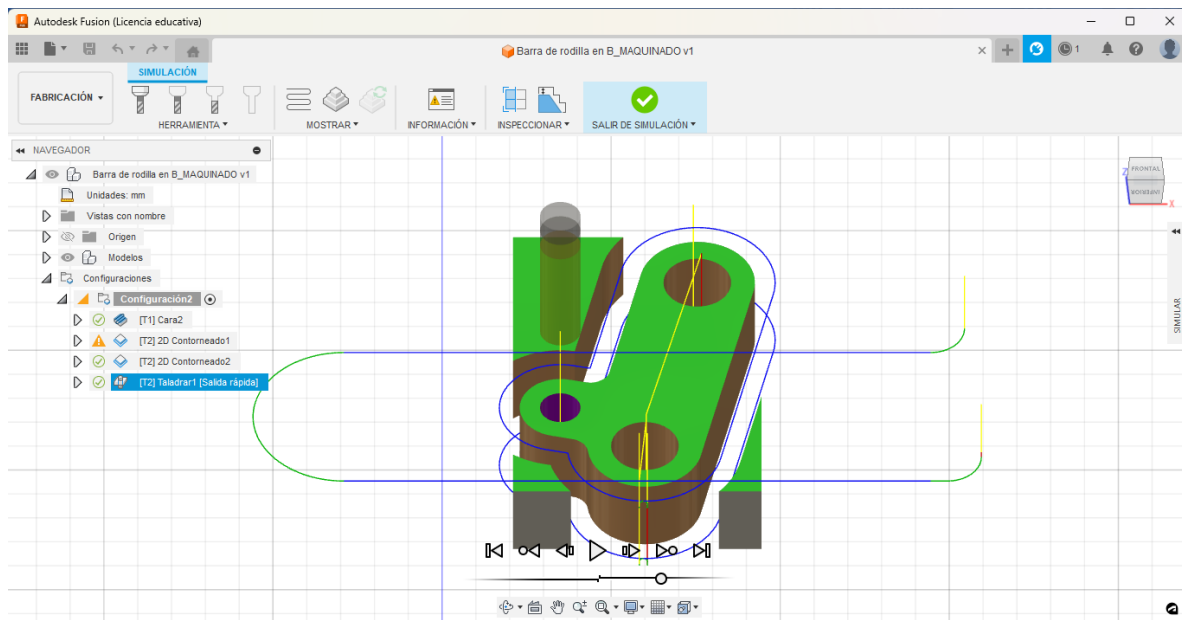 Autodesk Fusion (Licencia educativa)
Barra de rodilla en B_MAQUINADO v1
1
SIMULACIÓN
FABRICACIÓN
HERRAMIENTA
MOSTRAR
INFORMACIÓN
INSPECCIONAR
SALIR DE SIMULACIÓN
NAVEGADOR
Barra de rodilla en B_MAQUINADO v1
Unidades: mm
Vistas con nombre
Origen
Modelos
Configuraciones
Configuración2
[T1] Cara2
[T2] 2D Contorneado1
[T2] 2D Contorneado2
[T2] Taladrar1 [Salida rápida]
Z
FRONTAL
INFERIOR
X
SIMULAR